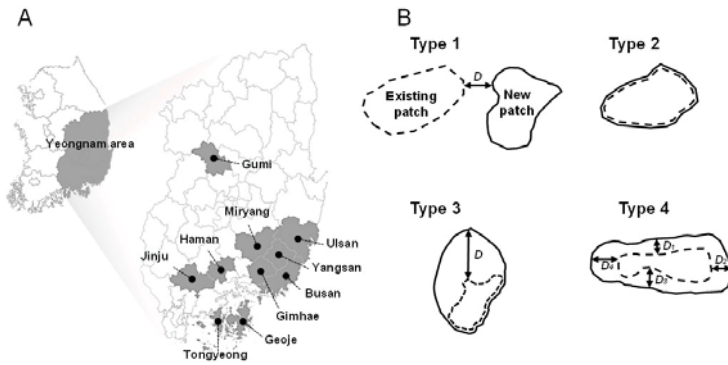 A
Yeongnam area
Gumi
Miryang
Haman
Jinju
Ulsan
Yangsan
Busan
Gimhae
Geoje
Tongyeong
B
Type 1
Existing
patch
D
New
patch
Type 2
Type 3
D
Type 4
D1
D2
D3
D4